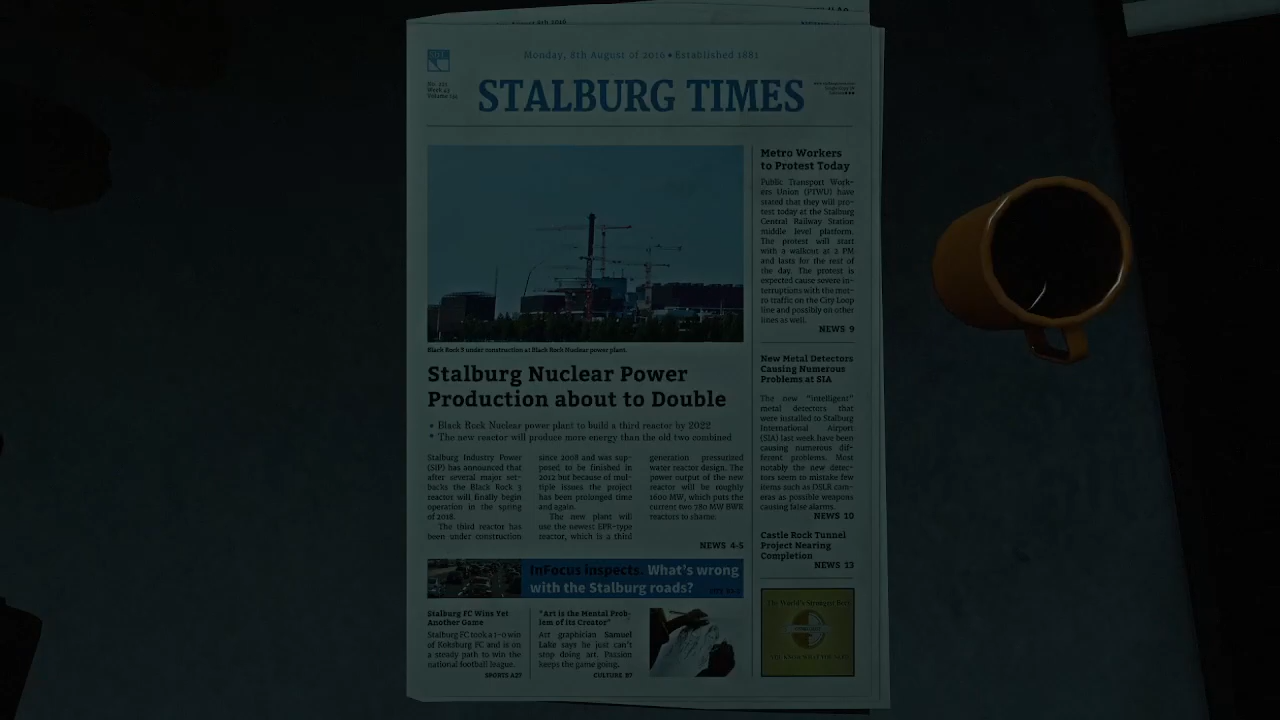 Monday, 8th August of 2016 • Established 1881
STALBURG TIMES
Black Rock 3 under construction at Black Rock Nuclear power plant.
Stalburg Nuclear Power
Production about to Double
• Black Rock Nuclear power plant to build a third reactor by 2022
• The new reactor will produce more energy than the old two combined
Stalburg Industry Power
(SIP) has announced that
after several major set-
backs the Black Rock 3
reactor will finally begin
operation in the spring
of 2018.
The third reactor has
been under construction
since 2008 and was sup-
posed to be finished in
2012 but because of mul-
tiple issues the project
has been prolonged time
and again.
The new plant will
use the newest EPR-type
reactor, which is a third
generation pressurized
water reactor design. The
power output of the new
reactor will be roughly
1600 MW, which puts the
current two 780 MW BWR
reactors to shame.
NEWS 4-5
InFocus inspects. What's wrong
with the Stalburg roads?
Stalburg FC Wins Yet
Another Game
Stalburg FC took a 1-0 win
of Reksburg FC and is on
a steady path to win the
national football league.
SPORTS A27
"Art is the Mental Prob-
lem of Its Creator"
Art graphician Samuel
Lake says he just can't
stop doing art. Passion
keeps the game going.
CULTURE B7
Metro Workers
to Protest Today
Public Transport Work-
ers Union (PTWU) have
stated that they will pro-
test today at the Stalburg
Central Railway Station
middle level platform.
The protest will start
with a walkout at 2 PM
and lasts for the rest of
the day. The protest is
expected cause severe in-
terruptions with the met-
ro traffic on the City Loop
line and possibly on other
lines as well.
NEWS 9
New Metal Detectors
Causing Numerous
Problems at SIA
The new "intelligent"
metal detectors that
were installed to Stalburg
International Airport
(SIA) last week have been
causing numerous dif-
ferent problems. Most
notably the new detec-
tors seem to mistake few
items such as DSLR cam-
eras as possible weapons
causing false alarms.
NEWS 10
Castle Rock Tunnel
Project Nearing
Completion
NEWS 13